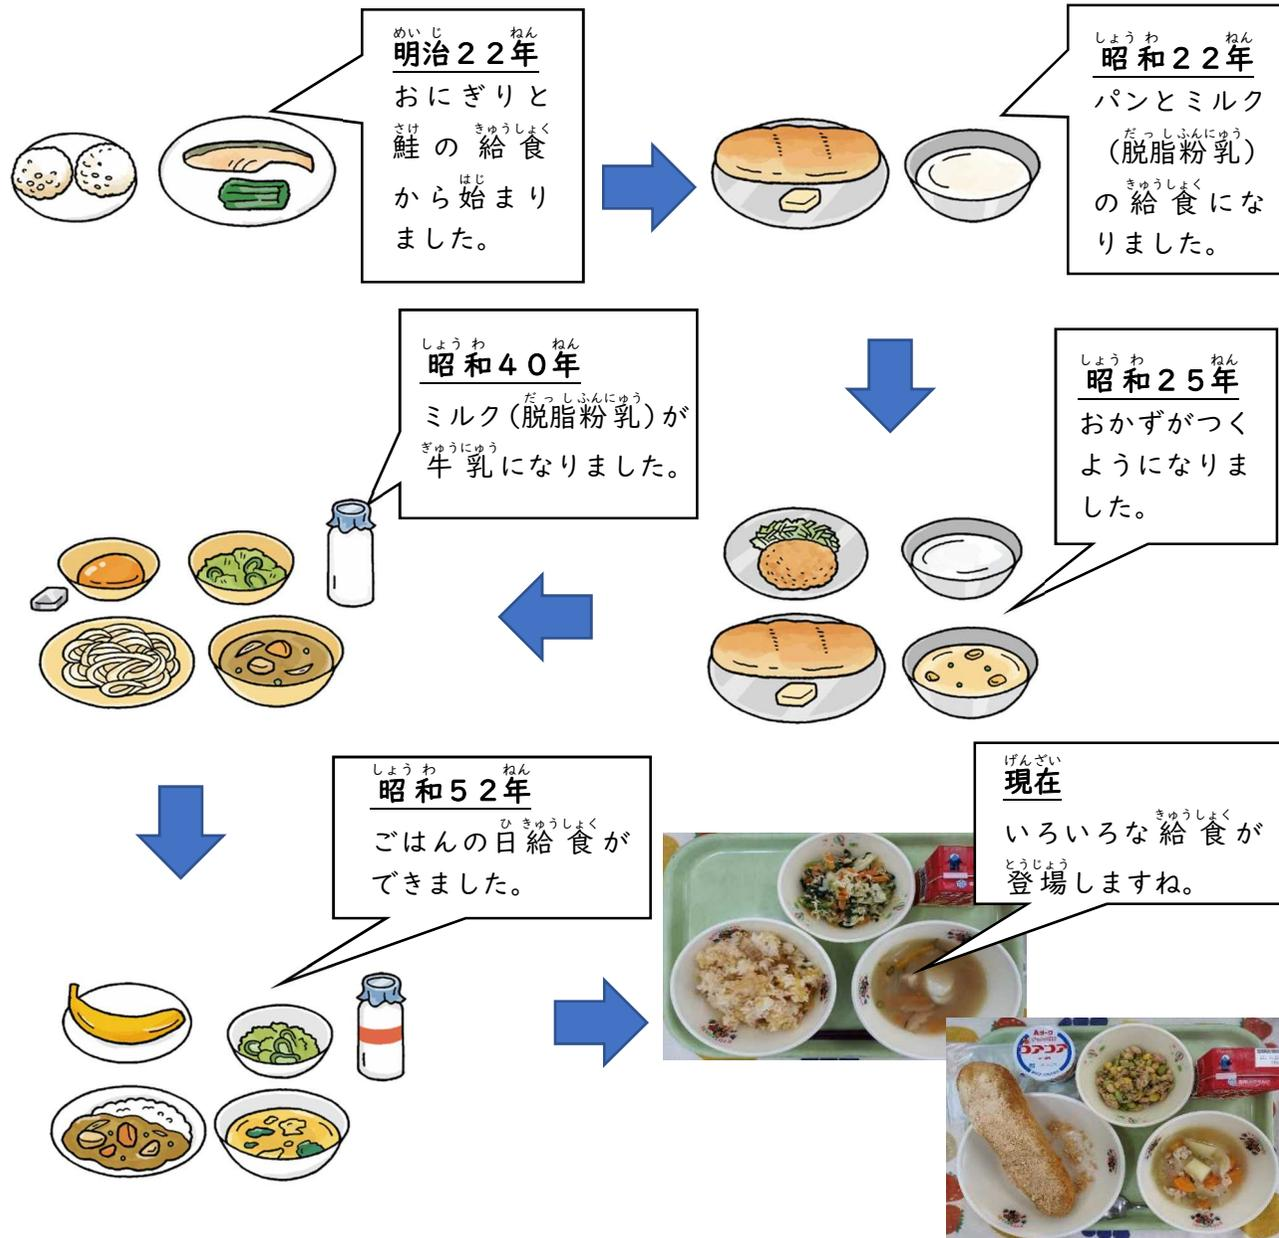 明治22年
おにぎりと
鮭の給食
から始まり
ました。
昭和22年
パンとミルク
(脱脂粉乳)
の給食にな
りました。
昭和25年
おかずがつく
ようになりま
した。
昭和40年
ミルク(脱脂粉乳)が
牛乳になりました。
昭和52年
ごはんの日給食が
できました。
現在
いろいろな給食が
登場しますね。
コアコア